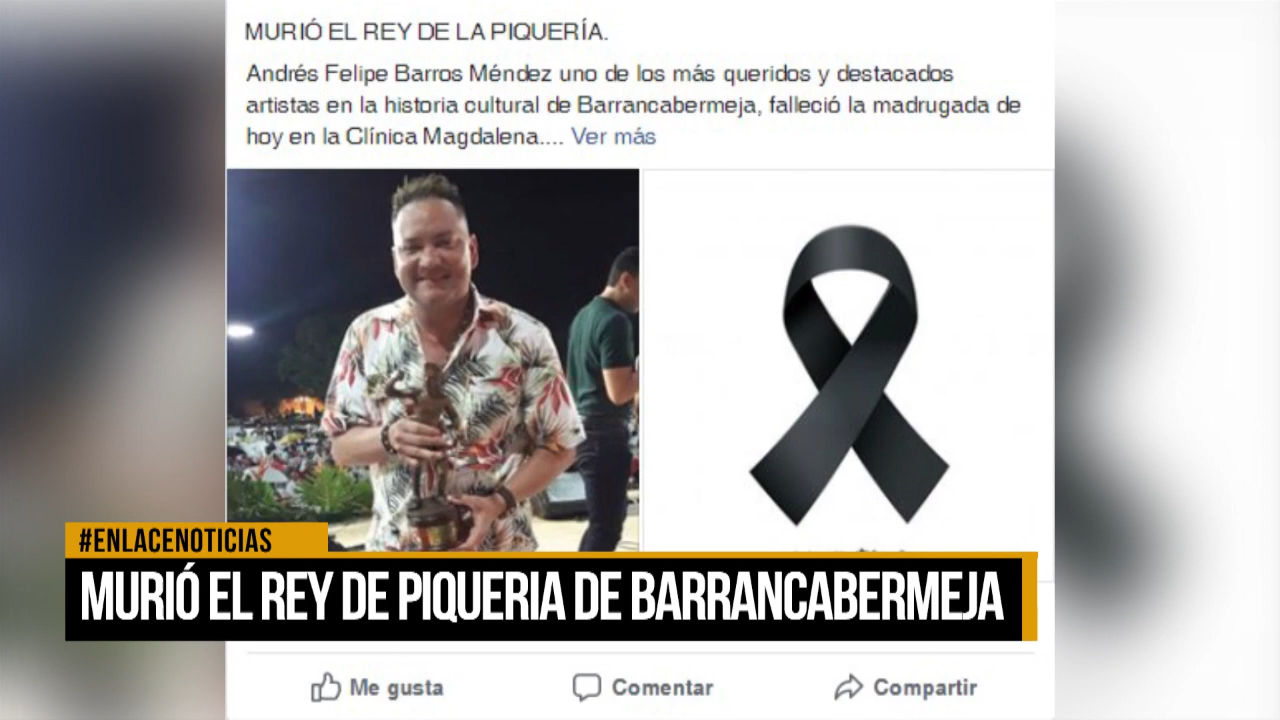 MURIÓ EL REY DE LA PIQUERÍA.
Andrés Felipe Barros Méndez uno de los más queridos y destacados
artistas en la historia cultural de Barrancabermeja, falleció la madrugada de
hoy en la Clínica Magdalena.... Ver más
#ENLACENOTICIAS
MURIÓ EL REY DE PIQUERIA DE BARRANCABERMEJA
Me gusta
Comentar
Compartir